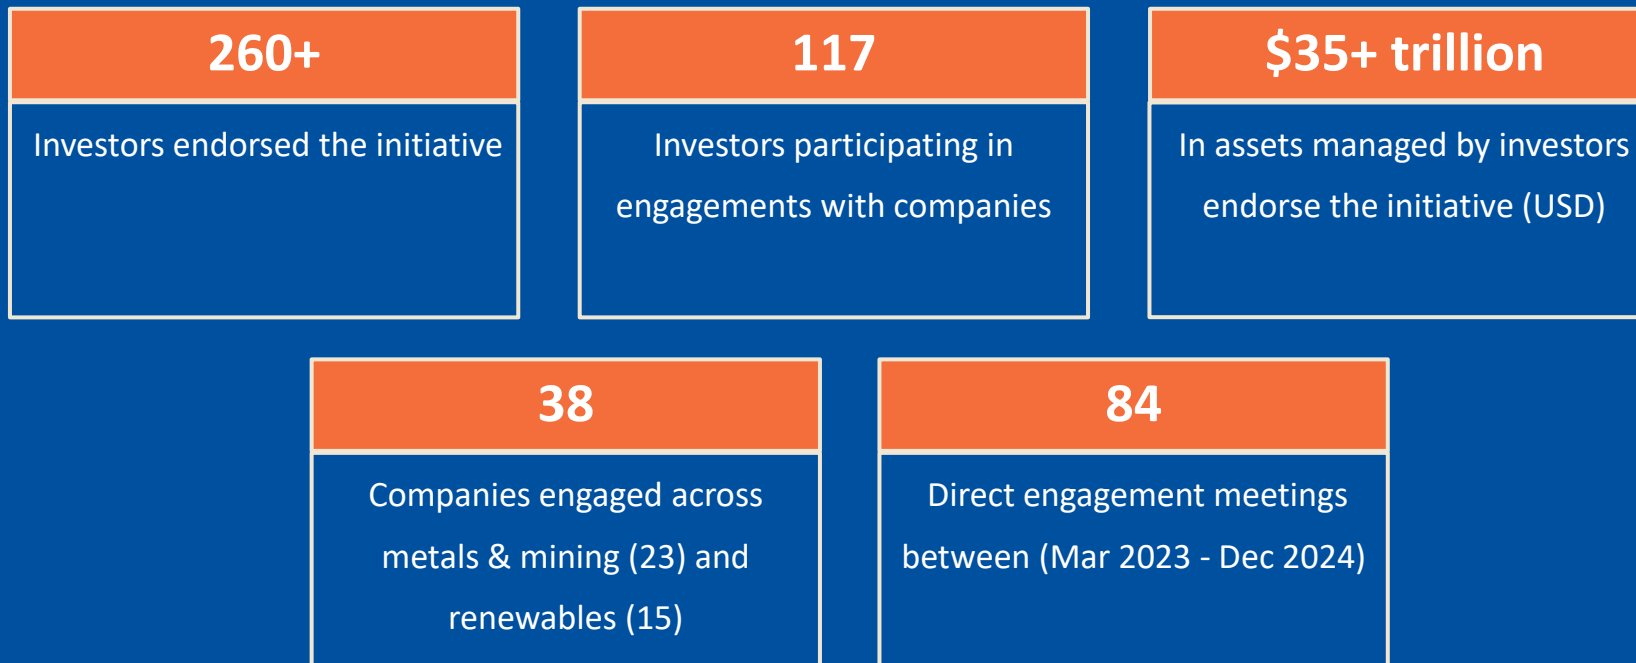 260+
Investors endorsed the initiative
117
Investors participating in
engagements with companies
$35+ trillion
In assets managed by investors
endorse the initiative (USD)
38
Companies engaged across
metals & mining (23) and
renewables (15)
84
Direct engagement meetings
between (Mar 2023 - Dec 2024)